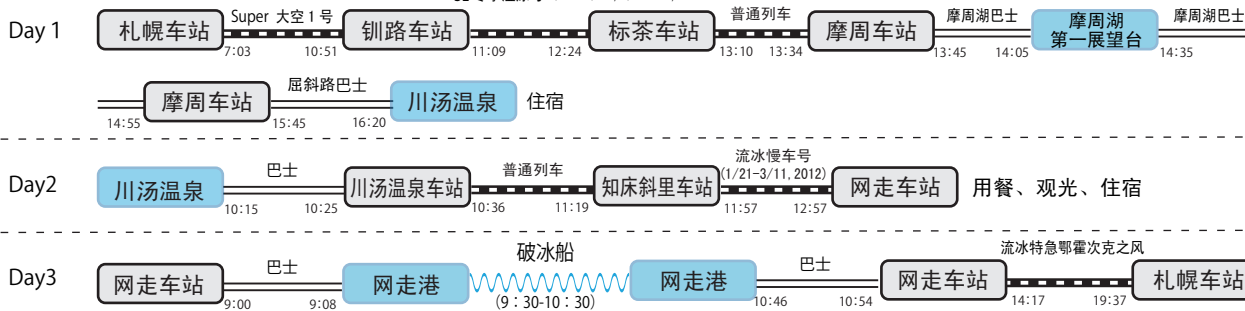 Day 1
札幌车站
Super 大空1号
7:03 10:51
钏路车站
11:09 12:24
标茶车站
普通列车
13:10 13:34
摩周车站
摩周湖巴士
13:45 14:05
摩周湖
第一展望台
摩周湖巴士
14:35
14:55
摩周车站
屈斜路巴士
15:45 16:20
川汤温泉
住宿
Day2
川汤温泉
巴士
10:15 10:25
川汤温泉车站
普通列车
10:36 11:19
知床斜里车站
流冰慢车号
(1/21-3/11, 2012)
11:57 12:57
网走车站
用餐、观光、住宿
Day3
网走车站
巴士
9:00 9:08
网走港
破冰船
(9:30-10:30)
网走港
巴士
10:46 10:54
网走车站
流冰特急鄂霍次克之风
14:17 19:37
札幌车站